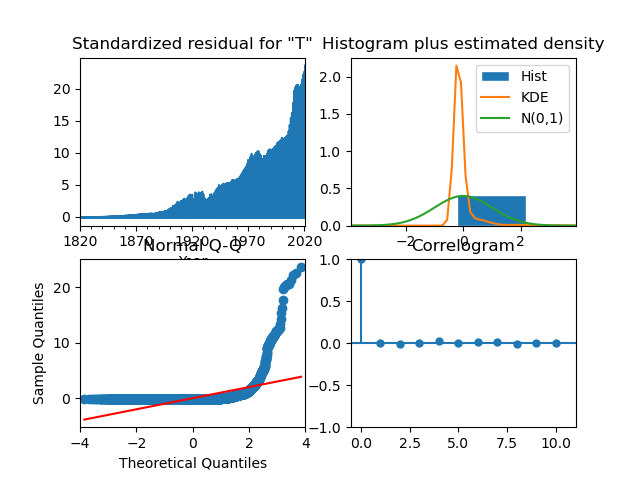 Standardized residual for "T"
20
15
10
5
0
1820 1870 1920 1970 2020
Year
Histogram plus estimated density
Hist
KDE
N(0,1)
2.0
1.5
1.0
0.5
0.0
−2 0 2
Normal Q-Q
Sample Quantiles
20
10
0
−4 −2 0 2 4
Theoretical Quantiles
Correlogram
1.0
0.5
0.0
−0.5
−1.0
0.0 2.5 5.0 7.5 10.0